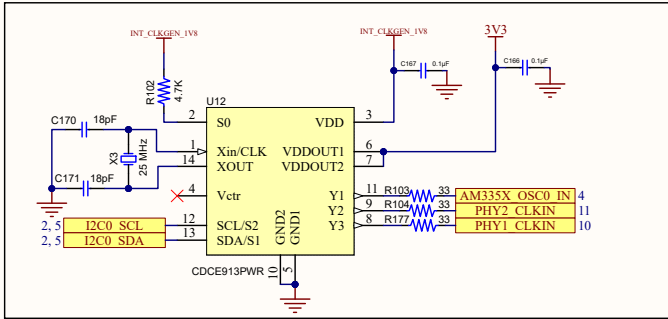 INT_CLKGEN_1V8
INT_CLKGEN_1V8
3V3
C167
0.1µF
C166
0.1µF
R102
4.7K
U12
C170
18pF
X3
25 MHz
C171
18pF
2
S0
VDD
3
1
Xin/CLK
VDDOUT1
6
14
XOUT
VDDOUT2
7
4
Vctr
Y1
11
R103
33
AM335X_OSC0_IN
4
Y2
9
R104
33
PHY2_CLKIN
11
Y3
8
R177
33
PHY1_CLKIN
10
2, 5
I2C0_SCL
12
SCL/S2
2, 5
I2C0_SDA
13
SDA/S1
GND2
GND1
10
5
CDCE913PWR